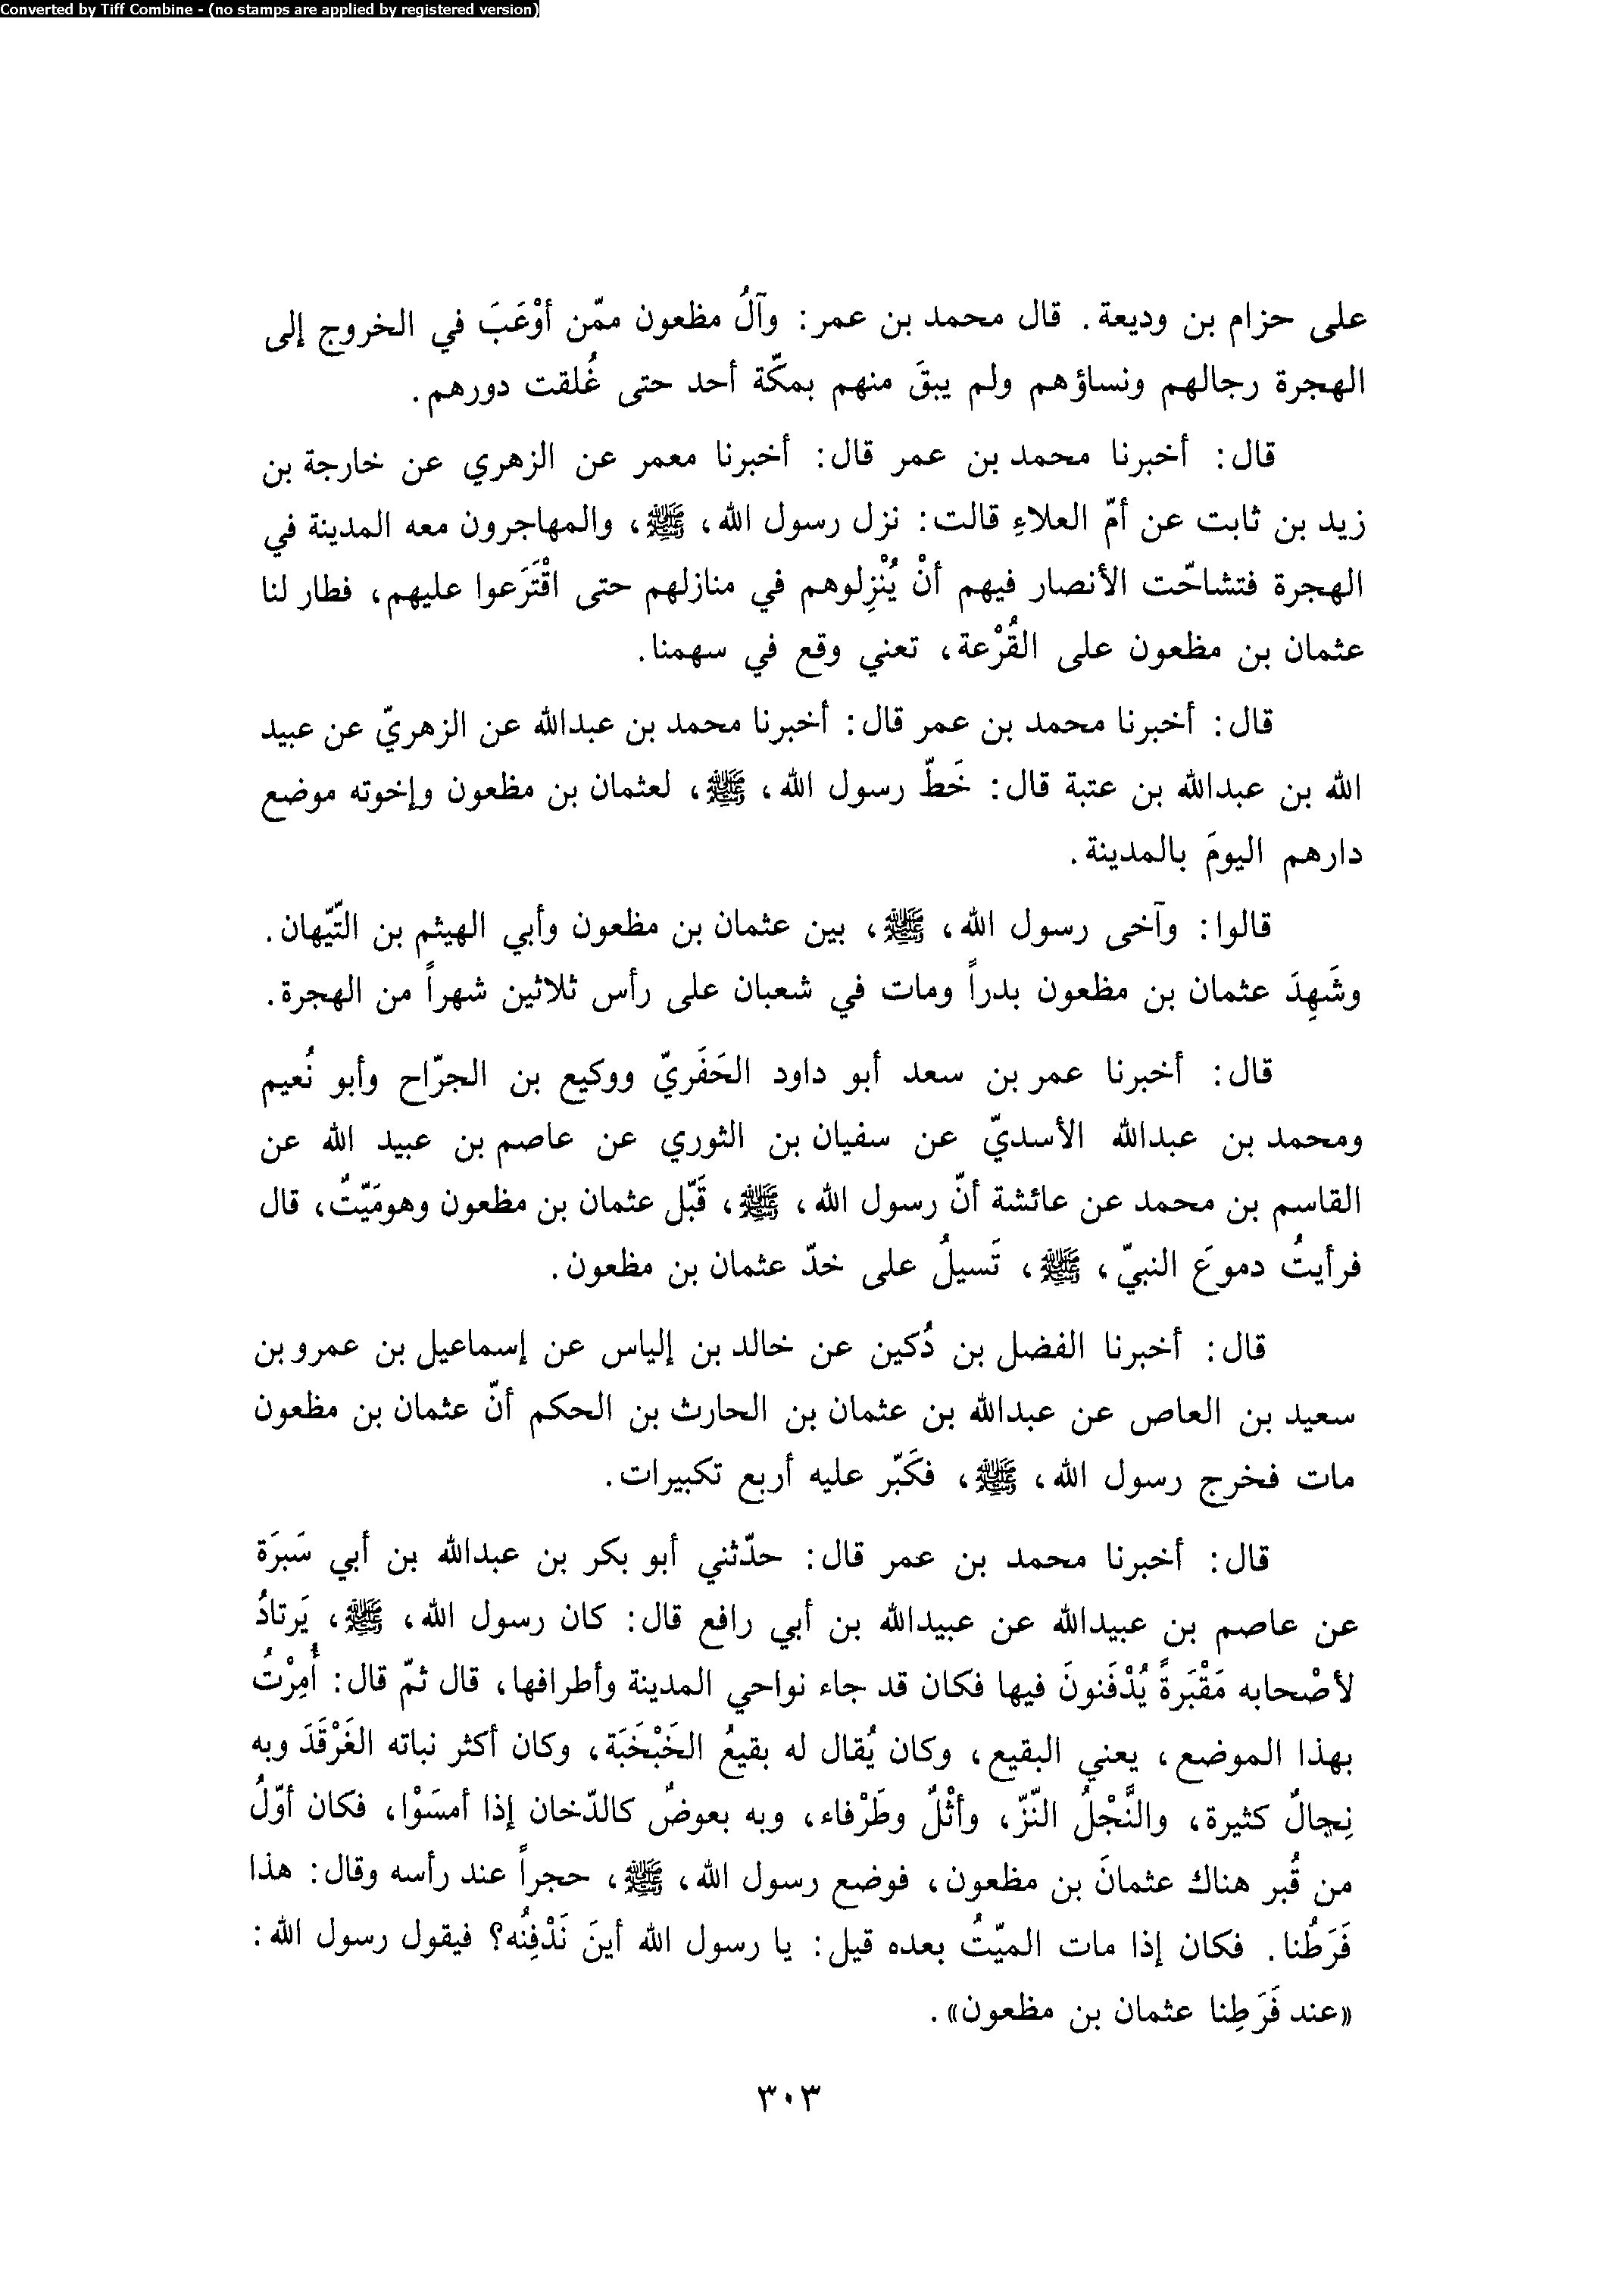 Converted by Tiff Combine - (no stamps are applied by registered version)
على حزام بن وديعة. قال محمد بن عمر: وآلُ مظعون ممّن أوْعَبَ في الخروج إلى
الهجرة رجالهم ونساؤهم ولم يبقَ منهم بمكّة أحد حتى غُلقت دورهم.
قال: أخبرنا محمد بن عمر قال: أخبرنا معمر عن الزهري عن خارجة بن
زيد بن ثابت عن أمّ العلاءِ قالت: نزل رسول الله، ﷺ، والمهاجرون معه المدينة في
الهجرة فتشاحّت الأنصار فيهم أنْ يُنْزِلوهم في منازلهم حتى اقْتَرَعوا عليهم، فطار لنا
عثمان بن مظعون على القُرْعة، تعني وقع في سهمنا.
قال: أخبرنا محمد بن عمر قال: أخبرنا محمد بن عبدالله عن الزهريّ عن عبيد
الله بن عبدالله بن عتبة قال: خَطّ رسول الله، ﷺ، لعثمان بن مظعون وإخوته موضع
دارهم اليومَ بالمدينة.
قالوا: وآخى رسول الله، ﷺ، بين عثمان بن مظعون وأبي الهيثم بن التّيّهان.
وشَهِدَ عثمان بن مظعون بدراً ومات في شعبان على رأس ثلاثين شهراً من الهجرة.
قال: أخبرنا عمر بن سعد أبو داود الحَفَريّ ووكيع بن الجرّاح وأبو نُعيم
ومحمد بن عبدالله الأسديّ عن سفيان بن الثوري عن عاصم بن عبيد الله عن
القاسم بن محمد عن عائشة أنّ رسول الله، ﷺ، قَبّل عثمان بن مظعون وهومَيّتٌ، قال
فرأيتُ دموعَ النبيّ، ﷺ، تَسيلُ على خدّ عثمان بن مظعون.
قال: أخبرنا الفضل بن دُكين عن خالد بن إلياس عن إسماعيل بن عمرو بن
سعيد بن العاص عن عبدالله بن عثمان بن الحارث بن الحكم أنّ عثمان بن مظعون
مات فخرج رسول الله، ﷺ، فكَبّر عليه أربع تكبيرات.
قال: أخبرنا محمد بن عمر قال: حدّثني أبو بكر بن عبدالله بن أبي سَبرَة
عن عاصم بن عبيدالله عن عبيدالله بن أبي رافع قال: كان رسول الله، ﷺ، يَرتادُ
لأصْحابه مَقْبَرةً يُدْفَنونَ فيها فكان قد جاء نواحي المدينة وأطرافها، قال ثمّ قال: أُمِرْتُ
بهذا الموضع، يعني البقيع، وكان يُقال له بقيعُ الخَبْخَبَة، وكان أكثر نباته الغَرْقَدَ وبه
نِجالٌ كثيرة، والنَّجْلُ النّزّ، وأثْلٌ وطَرْفاء، وبه بعوضٌ كالدّخان إذا أمسَوْا، فكان أوّلُ
من قُبر هناك عثمانَ بن مظعون، فوضع رسول الله، ﷺ، حجراً عند رأسه وقال: هذا
فَرَطُنا. فكان إذا مات الميّتُ بعده قيل: يا رسول الله أينَ نَدْفِنُه؟ فيقول رسول الله:
«عند فَرَطِنا عثمان بن مظعون».
٣٠٣